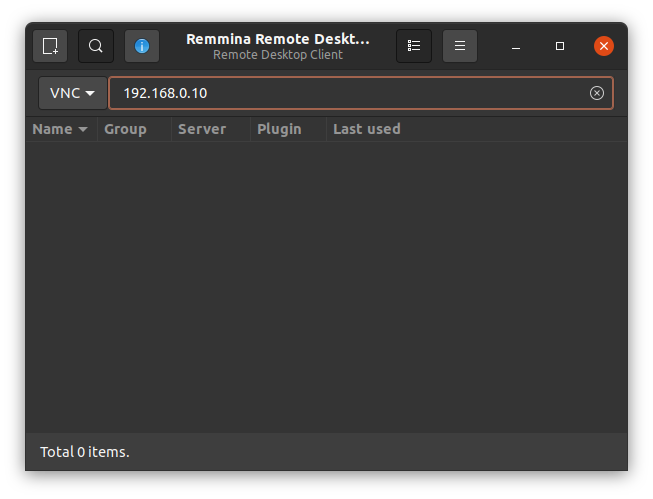 Remmina Remote Deskt…
Remote Desktop Client
VNC 192.168.0.10
Name Group Server Plugin Last used
Total 0 items.